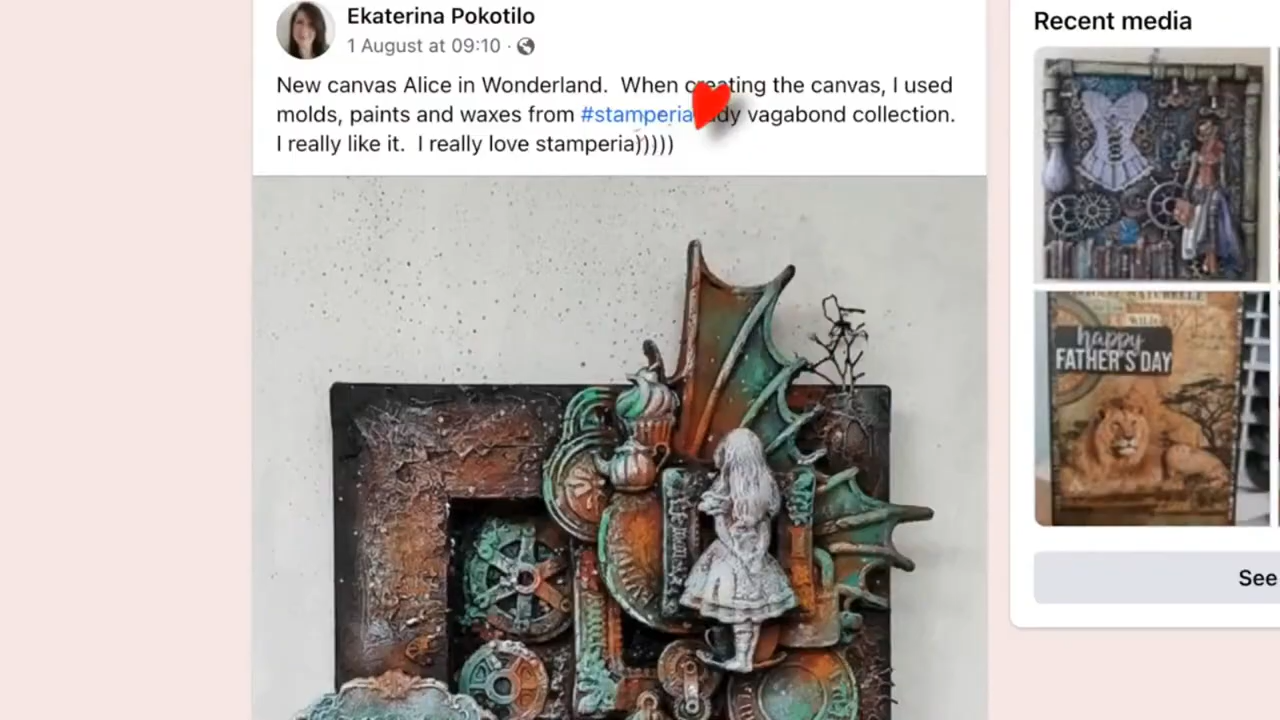 Ekaterina Pokotilo
1 August at 09:10 ·
New canvas Alice in Wonderland. When creating the canvas, I used
molds, paints and waxes from #stamperia lady vagabond collection.
I really like it. I really love stamperia)))))
Recent media
happy
FATHER'S DAY
See